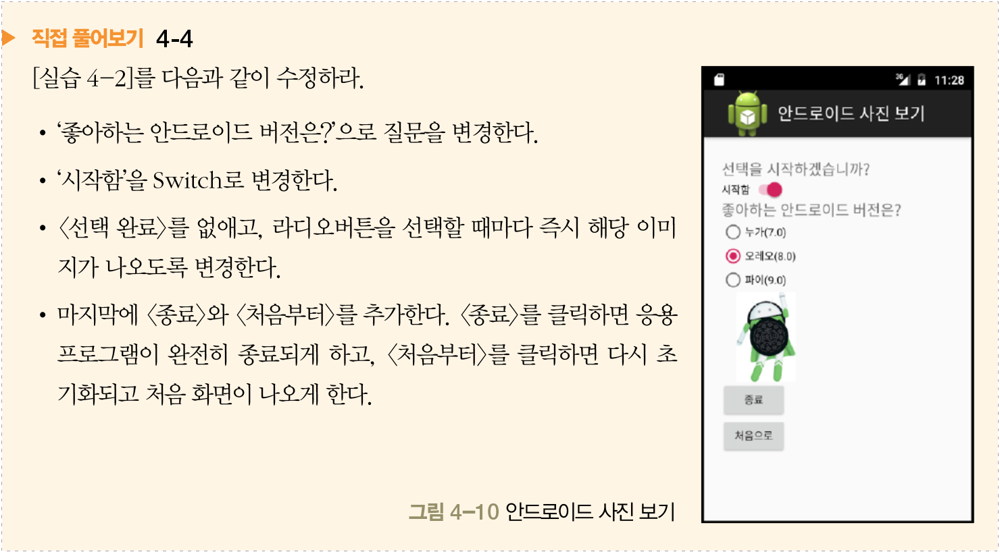 직접 풀어보기 4-4
[실습 4-2]를 다음과 같이 수정하라.
• ‘좋아하는 안드로이드 버전은?’으로 질문을 변경한다.
• ‘시작함’을 Switch로 변경한다.
• 〈선택 완료〉를 없애고, 라디오버튼을 선택할 때마다 즉시 해당 이미
지가 나오도록 변경한다.
• 마지막에 〈종료〉와 〈처음부터〉를 추가한다. 〈종료〉를 클릭하면 응용
프로그램이 완전히 종료되게 하고, 〈처음부터〉를 클릭하면 다시 초
기화되고 처음 화면이 나오게 한다.
그림 4-10 안드로이드 사진 보기
3G 11:28
안드로이드 사진 보기
선택을 시작하겠습니까?
시작함
좋아하는 안드로이드 버전은?
누가(7.0)
오레오(8.0)
파이(9.0)
종료
처음으로